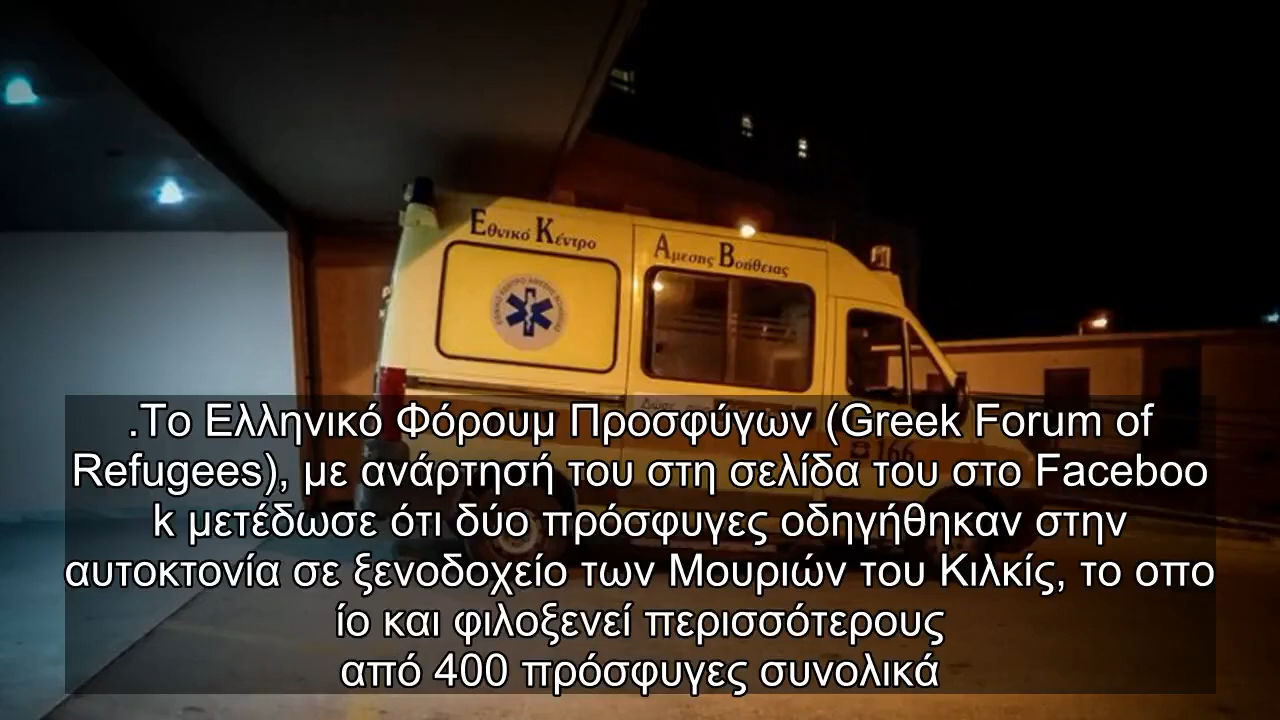 Εθνικό Κέντρο
Αμεσης Βοήθειας
166
.Το Ελληνικό Φόρουμ Προσφύγων (Greek Forum of
Refugees), με ανάρτησή του στη σελίδα του στο Faceboo
k μετέδωσε ότι δύο πρόσφυγες οδηγήθηκαν στην
αυτοκτονία σε ξενοδοχείο των Μουριών του Κιλκίς, το οπο
ίο και φιλοξενεί περισσότερους
από 400 πρόσφυγες συνολικά